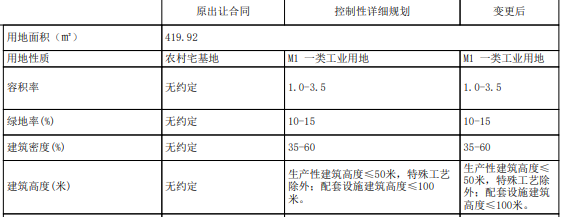 原出让合同 控制性详细规划 变更后
用地面积（㎡） 419.92
用地性质 农村宅基地 M1 一类工业用地 M1 一类工业用地
容积率 无约定 1.0-3.5 1.0-3.5
绿地率(%) 无约定 10-15 10-15
建筑密度(%) 无约定 35-60 35-60
建筑高度(米) 无约定
生产性建筑高度≤50米，特殊工艺
除外；配套设施建筑高度≤100
米。
生产性建筑高度≤
50米，特殊工艺除
外；配套设施建筑
高度≤100米。